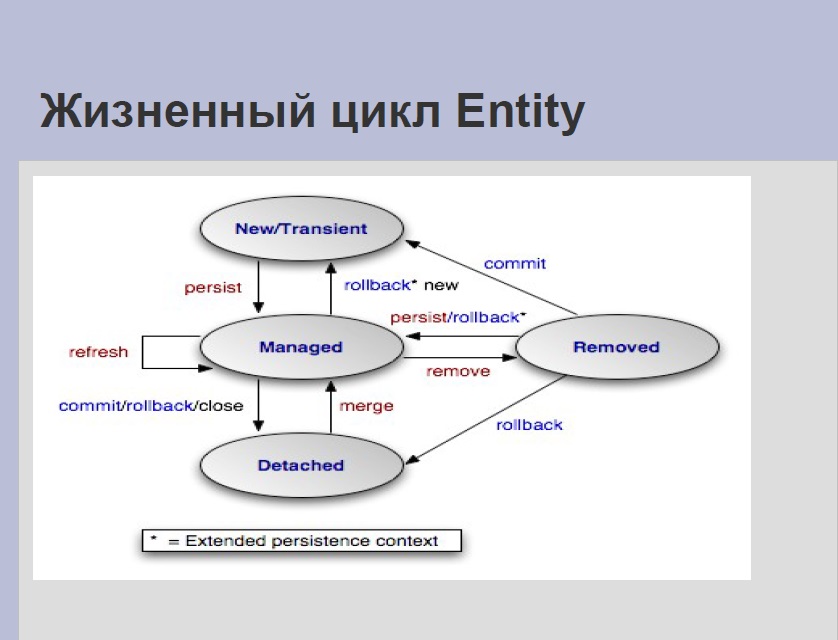 Жизненный цикл Entity
New/Transient
commit
persist
rollback* new
persist/rollback*
Managed
Removed
refresh
remove
commit/rollback/close
merge
rollback
Detached
* = Extended persistence context